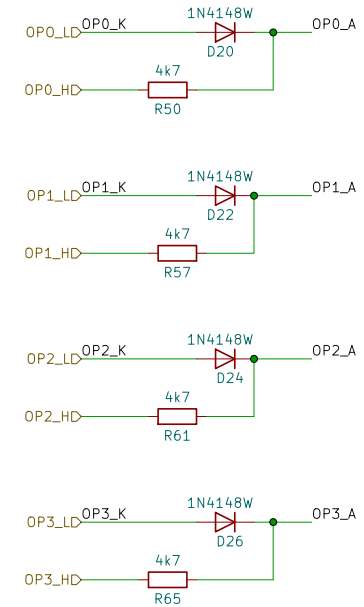 1N4148W
OPO_L OP0_K OP0_A
D20
4k7
OP0_H
R50
1N4148W
OP1_L OP1_K OP1_A
D22
4k7
OP1_H
R57
1N4148W
OP2_L OP2_K OP2_A
D24
4k7
OP2_H
R61
1N4148W
OP3_L OP3_K OP3_A
D26
4k7
OP3_H
R65